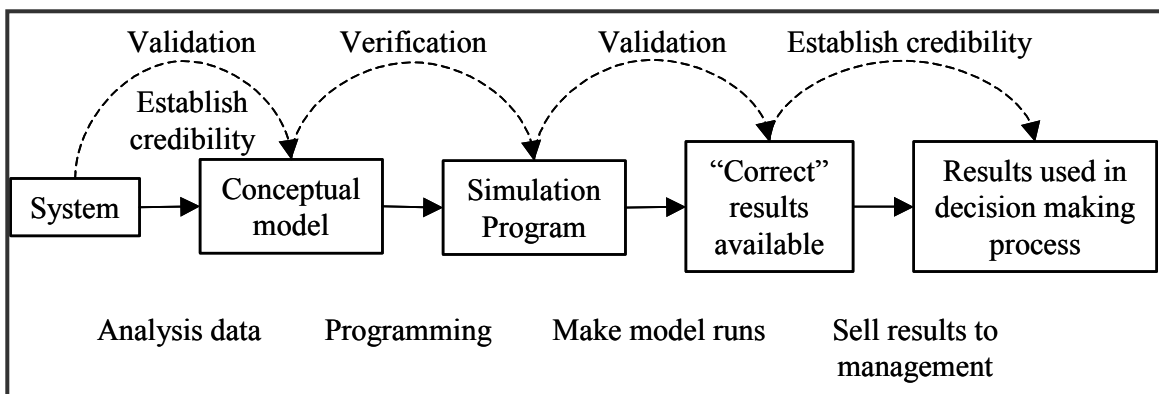 Validation
Verification
Validation
Establish credibility
Establish
credibility
System
Conceptual
model
Simulation
Program
“Correct”
results
available
Results used in
decision making
process
Analysis data
Programming
Make model runs
Sell results to
management